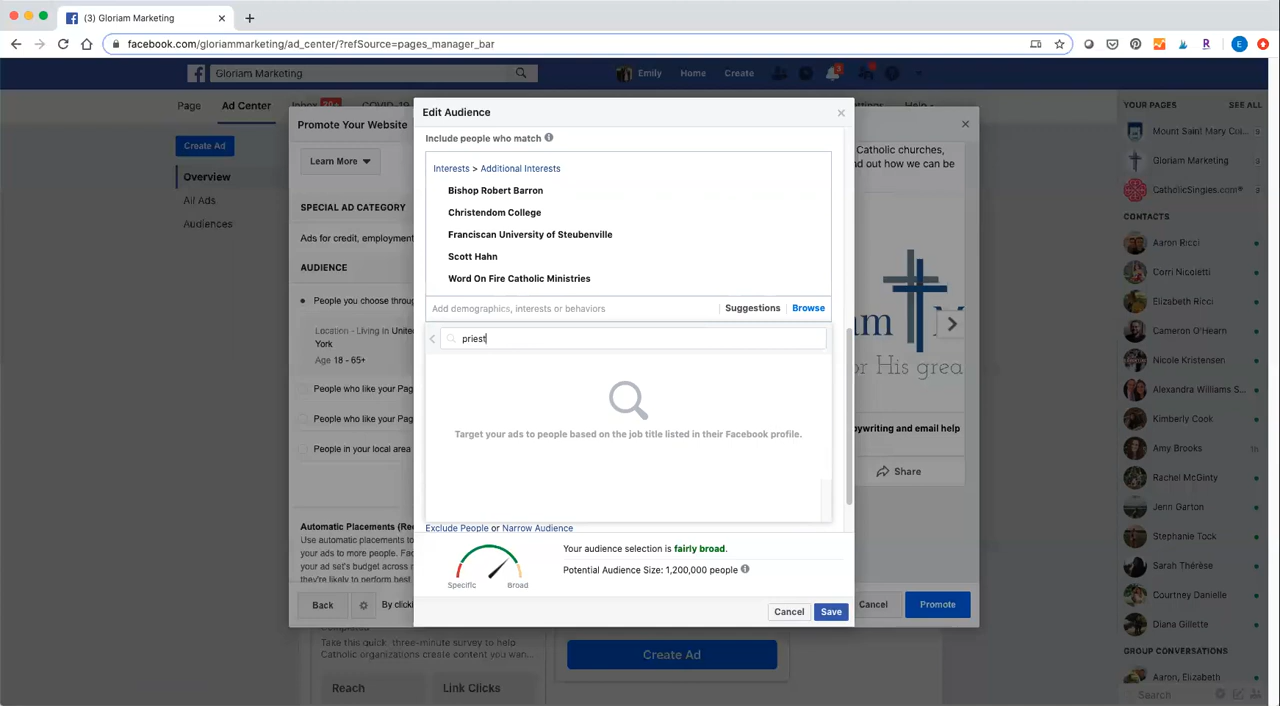 (3) Gloriam Marketing
facebook.com/gloriammarketing/ad_center/?refSource=pages_manager_bar
R
E
Gloriam Marketing
Emily Home Create
Page Ad Center
Create Ad
Overview
All Ads
Audiences
Promote Your Website
Learn More
SPECIAL AD CATEGORY
Ads for credit, employment
AUDIENCE
People you choose throu
Location - Living in United
York
Age 18 - 65+
People who like your Pag
People who like your Pag
People in your local area
Automatic Placements (Re
Use automatic placements to
your ads to more people. Fac
your ad set's budget across m
they're likely to perform best
Back
By clicki
Edit Audience
Include people who match
Interests > Additional Interests
Bishop Robert Barron
Christendom College
Franciscan University of Steubenville
Scott Hahn
Word On Fire Catholic Ministries
Add demographics, interests or behaviors Suggestions Browse
priest
Target your ads to people based on the job title listed in their Facebook profile.
Exclude People or Narrow Audience
Your audience selection is fairly broad.
Potential Audience Size: 1,200,000 people
Specific Broad
Cancel Save
Catholic churches,
d out how we can be
m
or His grea
pywriting and email help
Share
Cancel Promote
Take this quick, three-minute survey to help
Catholic organizations create content you wan...
Reach Link Clicks
Create Ad
YOUR PAGES SEE ALL
Mount Saint Mary Col...
Gloriam Marketing
CatholicSingles.com®
CONTACTS
Aaron Ricci
Corri Nicoletti
Elizabeth Ricci
Cameron O'Hearn
Nicole Kristensen
Alexandra Williams S...
Kimberly Cook
Amy Brooks 1h
Rachel McGinty
Jenn Garton
Stephanie Tock
Sarah Thérèse
Courtney Danielle
Diana Gillette
GROUP CONVERSATIONS
Aaron, Elizabeth
Search